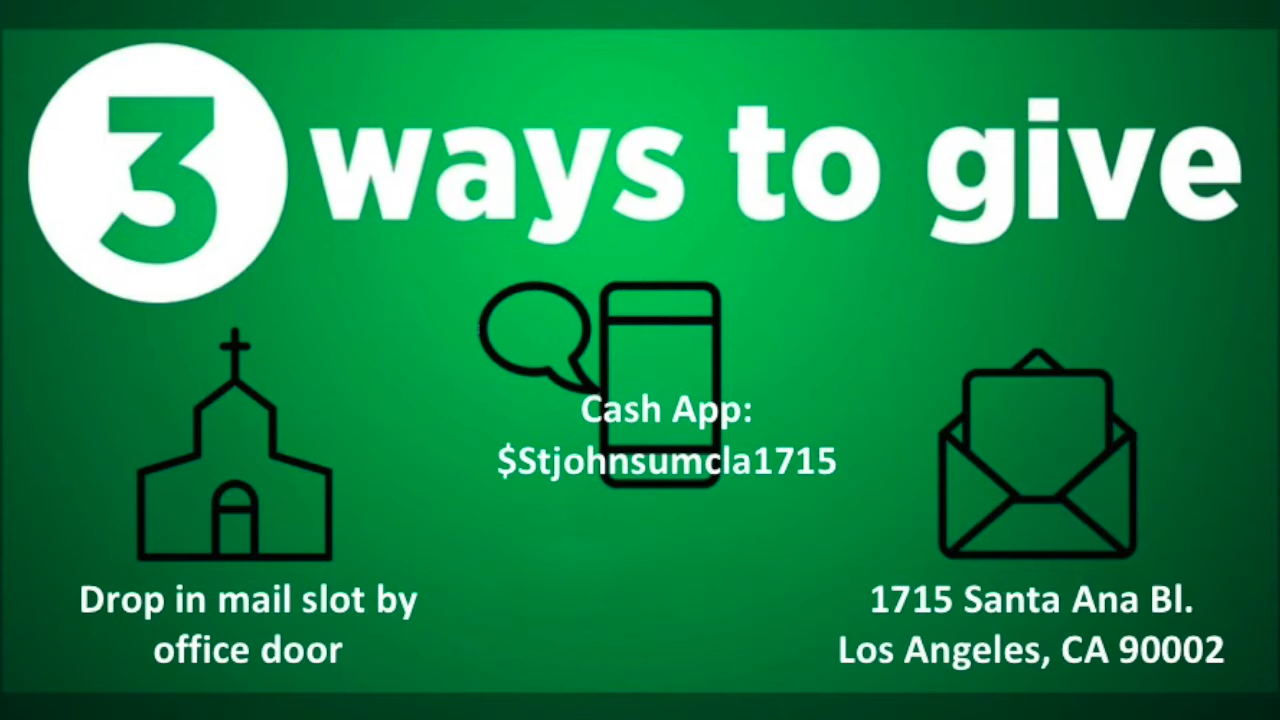 3 ways to give
Cash App:
$Stjohnsumcla1715
Drop in mail slot by
office door
1715 Santa Ana Bl.
Los Angeles, CA 90002